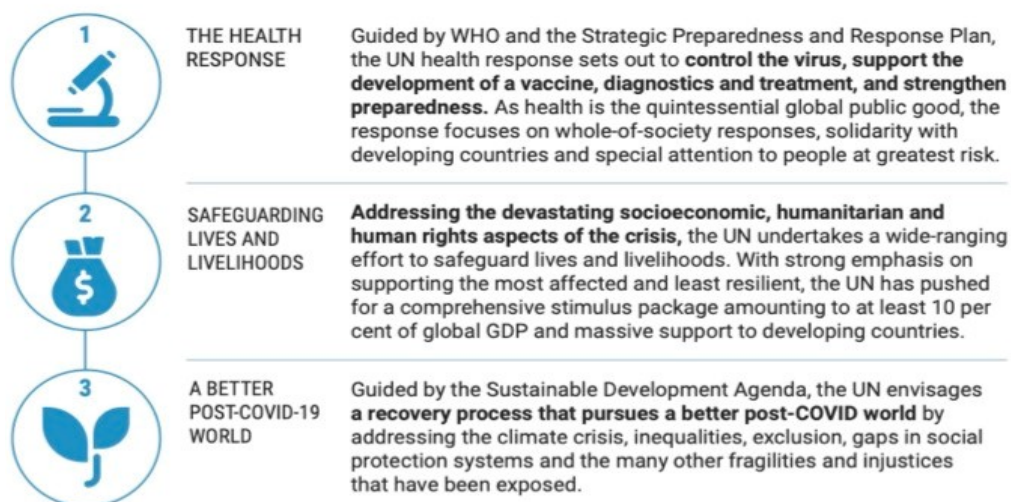 1
THE HEALTH
RESPONSE
Guided by WHO and the Strategic Preparedness and Response Plan,
the UN health response sets out to control the virus, support the
development of a vaccine, diagnostics and treatment, and strengthen
preparedness. As health is the quintessential global public good, the
response focuses on whole-of-society responses, solidarity with
developing countries and special attention to people at greatest risk.
2
$
SAFEGUARDING
LIVES AND
LIVELIHOODS
Addressing the devastating socioeconomic, humanitarian and
human rights aspects of the crisis, the UN undertakes a wide-ranging
effort to safeguard lives and livelihoods. With strong emphasis on
supporting the most affected and least resilient, the UN has pushed
for a comprehensive stimulus package amounting to at least 10 per
cent of global GDP and massive support to developing countries.
3
A BETTER
POST-COVID-19
WORLD
Guided by the Sustainable Development Agenda, the UN envisages
a recovery process that pursues a better post-COVID world by
addressing the climate crisis, inequalities, exclusion, gaps in social
protection systems and the many other fragilities and injustices
that have been exposed.